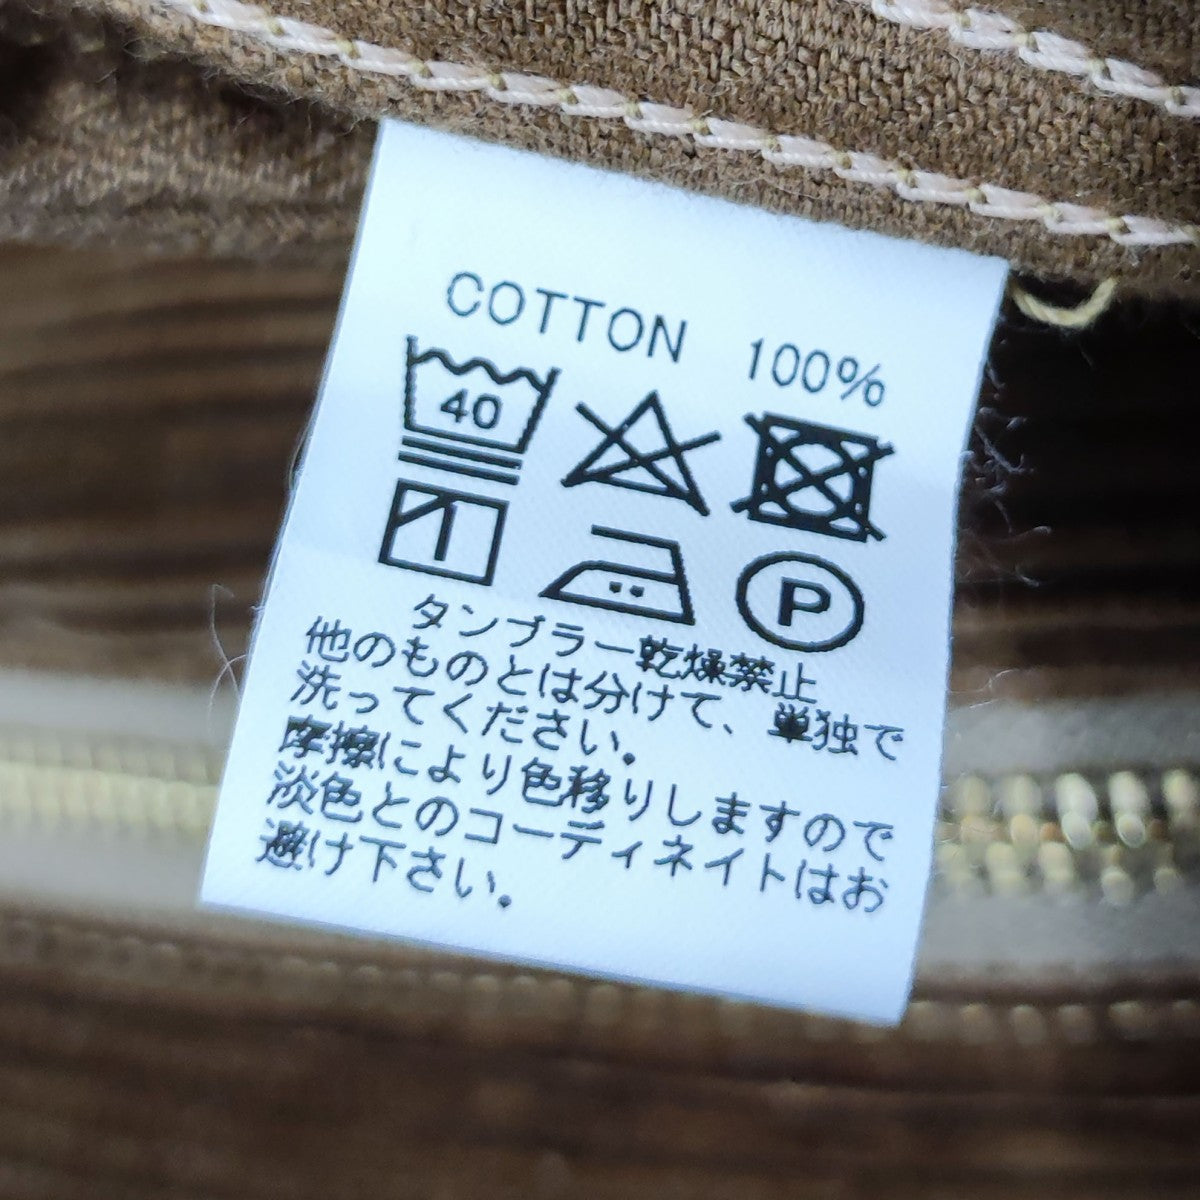 COTTON 100%
40
P
タンブラー乾燥禁止
他のものとは分けて、単独で
洗ってください。
摩擦により色移りしますので
淡色とのコーディネイトはお
避け下さい。